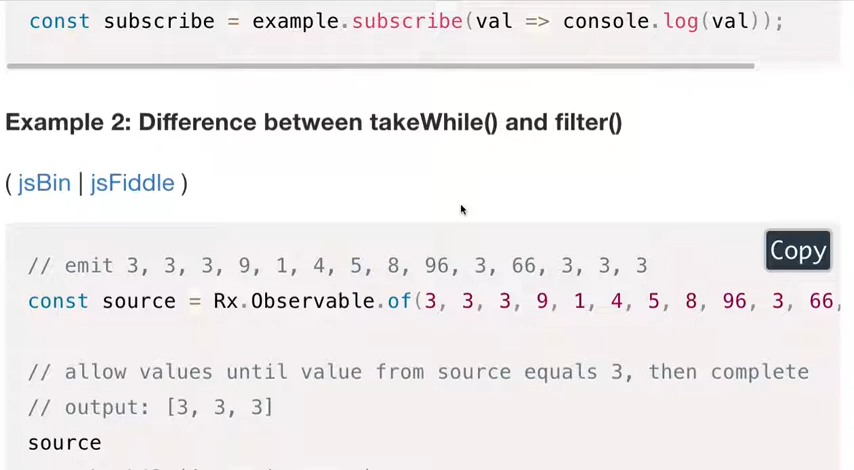 const subscribe = example.subscribe(val => console.log(val));
Example 2: Difference between takeWhile() and filter()
( jsBin | jsFiddle )
Copy
// emit 3, 3, 3, 9, 1, 4, 5, 8, 96, 3, 66, 3, 3, 3
const source = Rx.Observable.of(3, 3, 3, 9, 1, 4, 5, 8, 96, 3, 66,
// allow values until value from source equals 3, then complete
// output: [3, 3, 3]
source